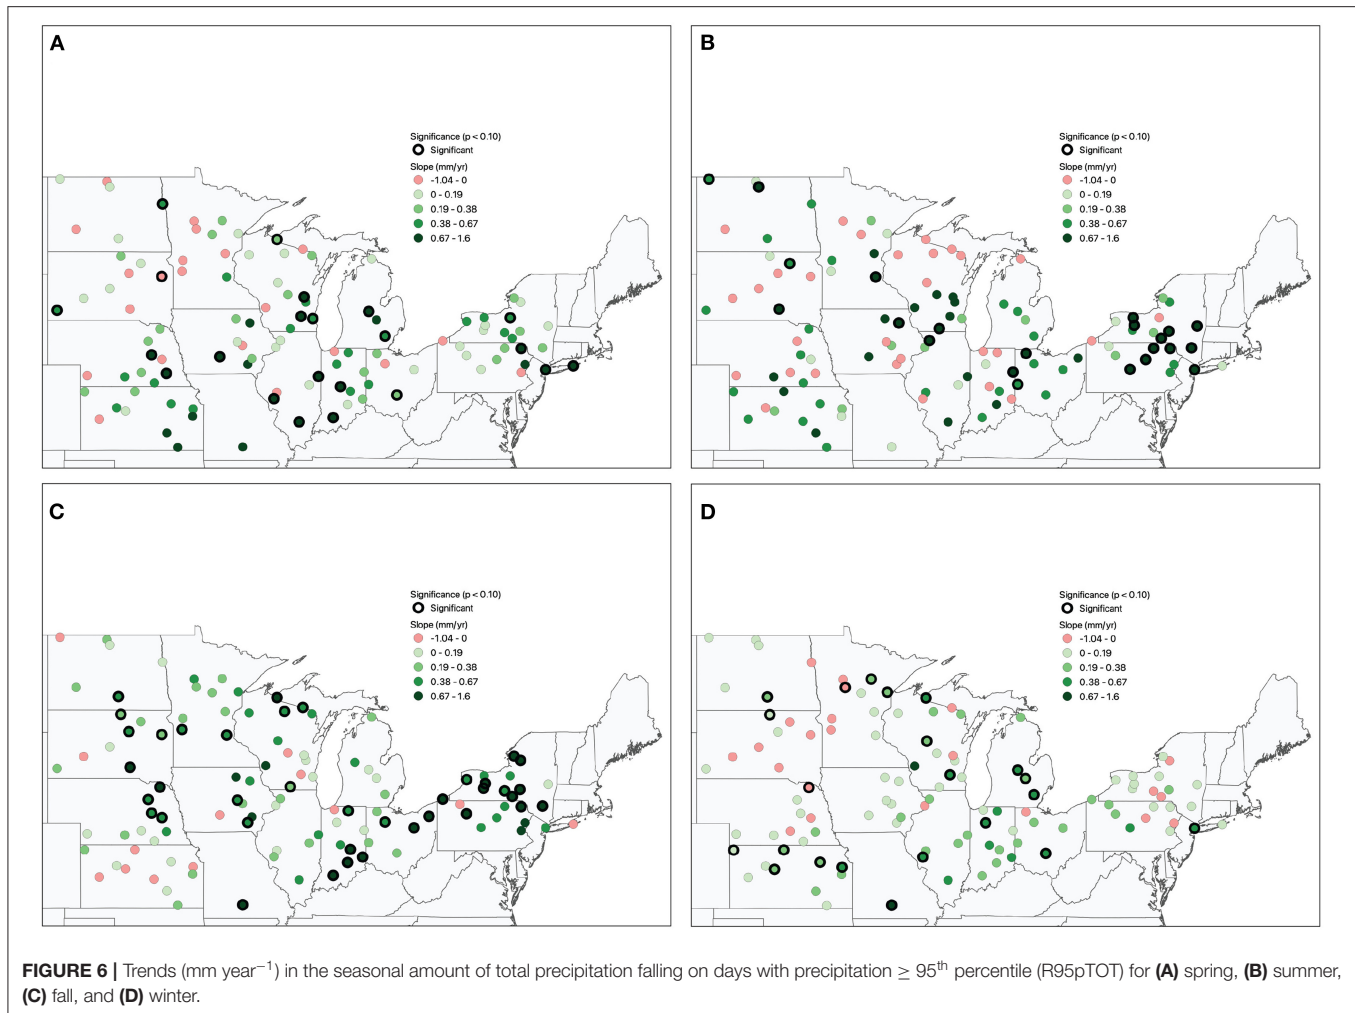 A
Significance (p < 0.10)
Significant
Slope (mm/yr)
-1.04 - 0
0 - 0.19
0.19 - 0.38
0.38 - 0.67
0.67 - 1.6
B
Significance (p < 0.10)
Significant
Slope (mm/yr)
-1.04 - 0
0 - 0.19
0.19 - 0.38
0.38 - 0.67
0.67 - 1.6
C
Significance (p < 0.10)
Significant
Slope (mm/yr)
-1.04 - 0
0 - 0.19
0.19 - 0.38
0.38 - 0.67
0.67 - 1.6
D
Significance (p < 0.10)
Significant
Slope (mm/yr)
-1.04 - 0
0 - 0.19
0.19 - 0.38
0.38 - 0.67
0.67 - 1.6
FIGURE 6 | Trends (mm year⁻¹) in the seasonal amount of total precipitation falling on days with precipitation ≥ 95th percentile (R95pTOT) for (A) spring, (B) summer,
(C) fall, and (D) winter.